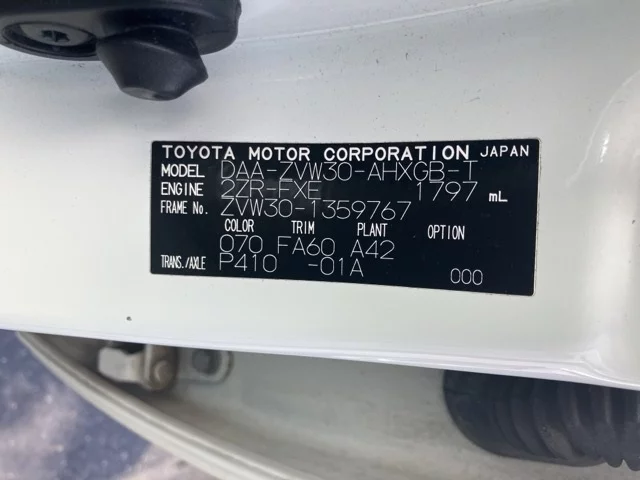 TOYOTA MOTOR CORPORATION JAPAN
MODEL DAA-ZVW30-AHXGB-T
ENGINE 2ZR-FXE 1797 mL
FRAME No. ZVW30-1359767
COLOR TRIM PLANT OPTION
070 FA60 A42
TRANS./AXLE P410 -01A 000